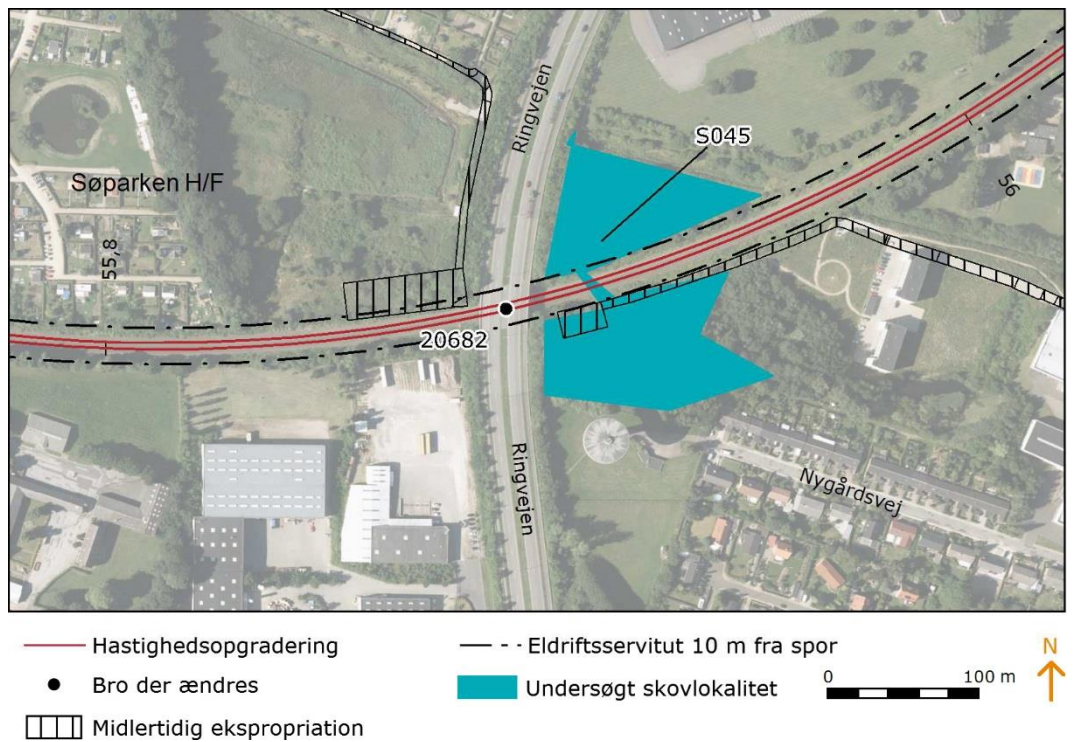 Ringvejen
S045
Søparken H/F
56
55,8
20682
Ringvejen
Nygårdsvej
Hastighedsopgradering
Eldriftsservitut 10 m fra spor
N
Bro der ændres
Undersøgt skovlokalitet
0 100 m
Midlertidig ekspropriation